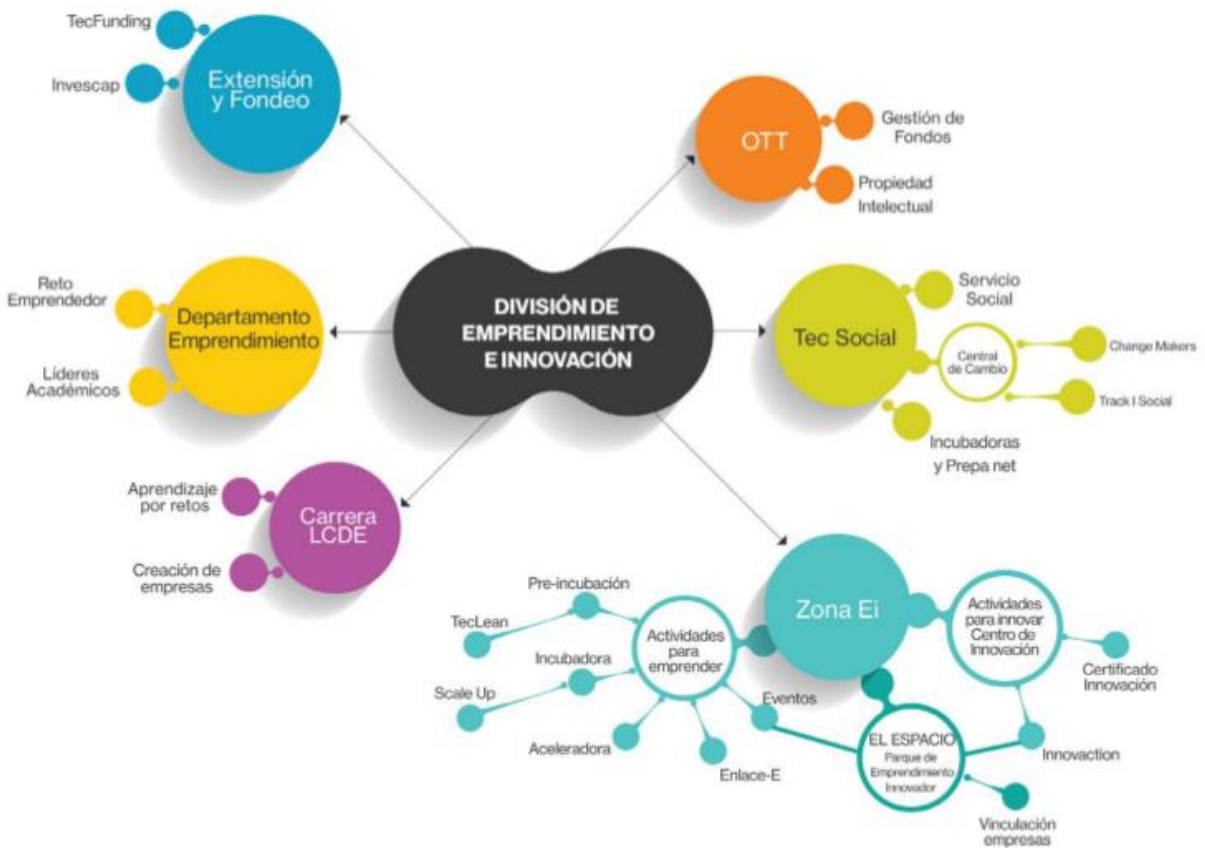 TecFunding
Invescap
Extensión
y Fondeo
OTT
Gestión de
Fondos
Propiedad
Intelectual
Reto
Emprendedor
Líderes
Académicos
Departamento
Emprendimiento
DIVISIÓN DE
EMPRENDIMIENTO
E INNOVACIÓN
Tec Social
Servicio
Social
Central
de Cambio
Change Makers
Track I Social
Incubadoras
y Prepa net
Aprendizaje
por retos
Creación de
empresas
Carrera
LCDE
Zona Ei
Pre-incubación
TecLean
Incubadora
Scale Up
Aceleradora
Enlace-E
Eventos
Actividades
para
emprender
Actividades
para innovar
Centro de
Innovación
Certificado
Innovación
Innovaction
EL ESPACIO
Parque de
Emprendimiento
Innovador
Vinculación
empresas